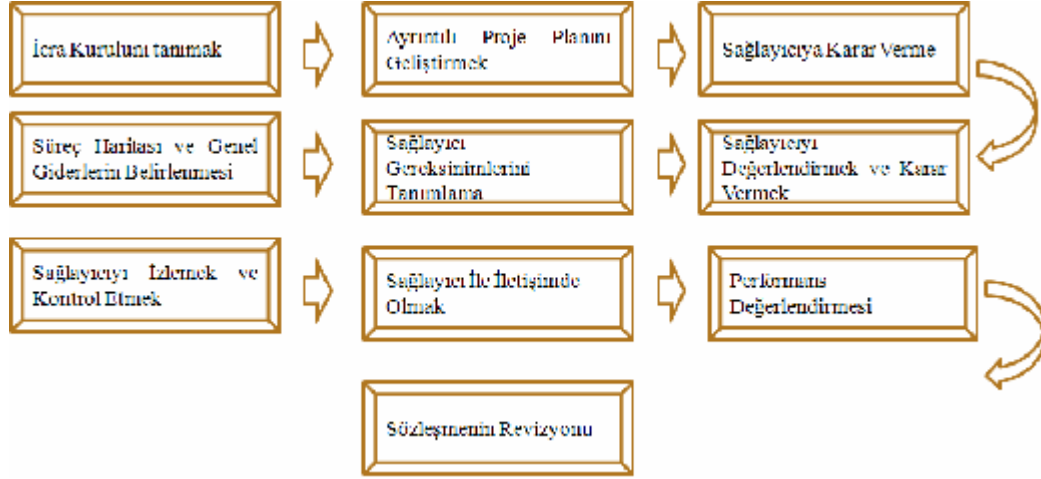 İcra Kurulunı tanımak
Ayrıntılı Proje Planını
Geliştirmek
Sağlayıcıya Karar Verme
Süreç Haritası ve Genel
Giderlerin Belirlenmesi
Sağlayıcı
Gereksinimlerini
Tanımlama
Sağlayıcıyı
Değerlendirmek ve Karar
Vermek
Sağlayıcıyı İzlemek ve
Kontrol Etmek
Sağlayıcı İle İletişimde
Olmak
Performans
Değerlendirmesi
Sözleşmenin Revizyonu